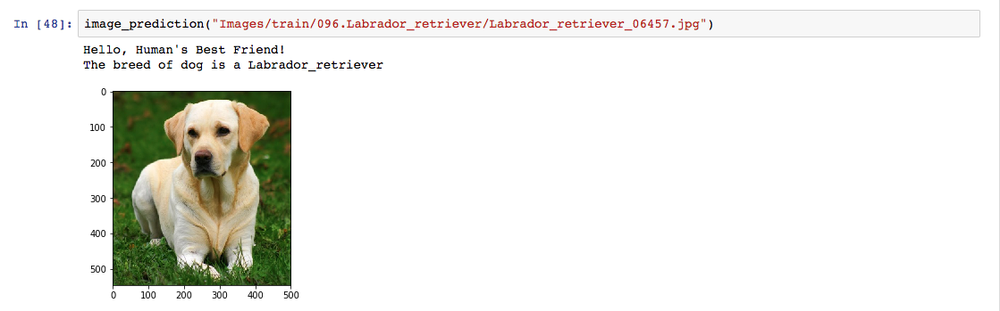 In [48]: image_prediction("Images/train/096.Labrador_retriever/Labrador_retriever_06457.jpg")
Hello, Human's Best Friend!
The breed of dog is a Labrador_retriever
0
100
200
300
400
500
0 100 200 300 400 500